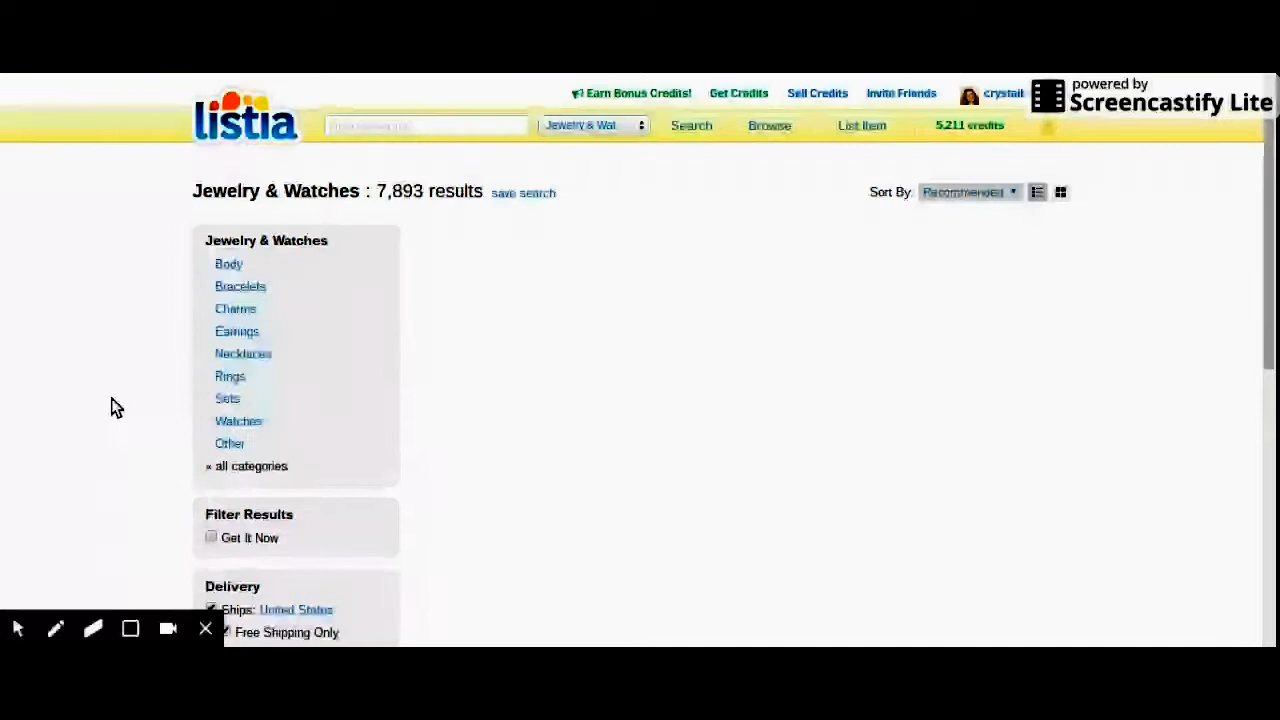 powered by
Screencastify Lite
Earn Bonus Credits! Get Credits Sell Credits Invite Friends crystall
listia
Jewelry & Wat Search Browse List Item 5,211 credits
Jewelry & Watches : 7,893 results save search
Sort By: Recommended
Jewelry & Watches
Body
Bracelets
Charms
Earrings
Necklaces
Rings
Sets
Watches
Other
« all categories
Filter Results
Get It Now
Delivery
Ships: United States
Free Shipping Only